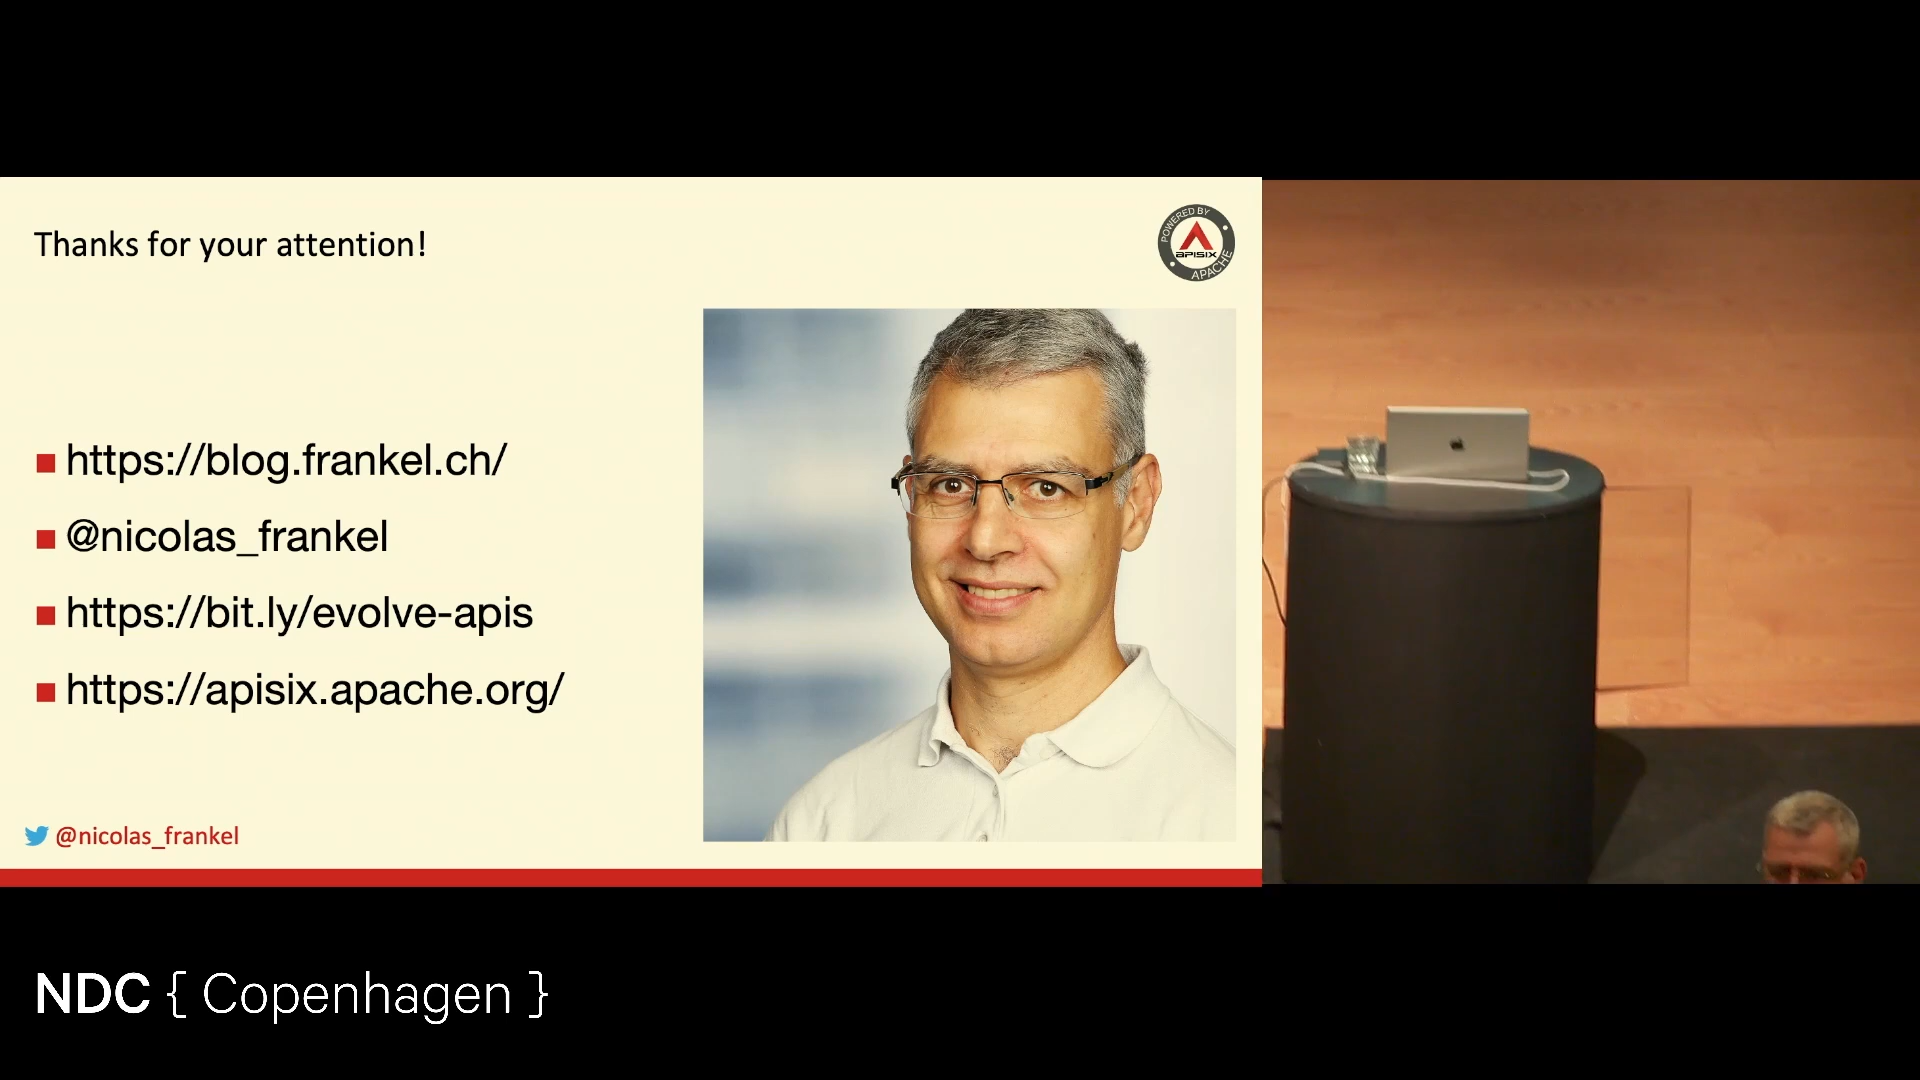 Thanks for your attention!
POWERED BY
APISIX
APACHE
https://blog.frankel.ch/
@nicolas_frankel
https://bit.ly/evolve-apis
https://apisix.apache.org/
@nicolas_frankel
NDC { Copenhagen }